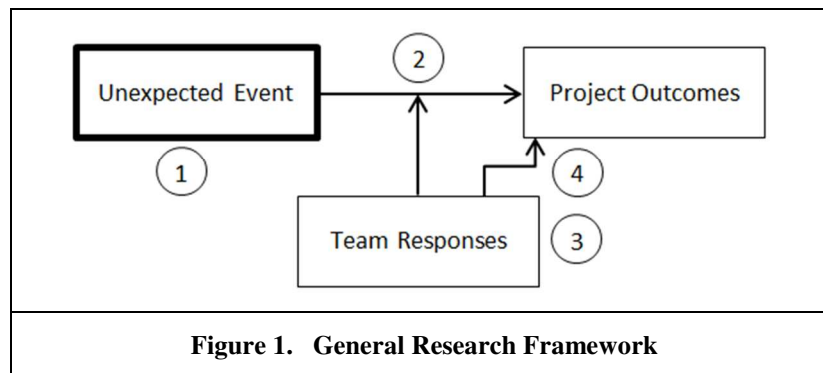 2
Unexpected Event
Project Outcomes
1
4
Team Responses
3
Figure 1. General Research Framework